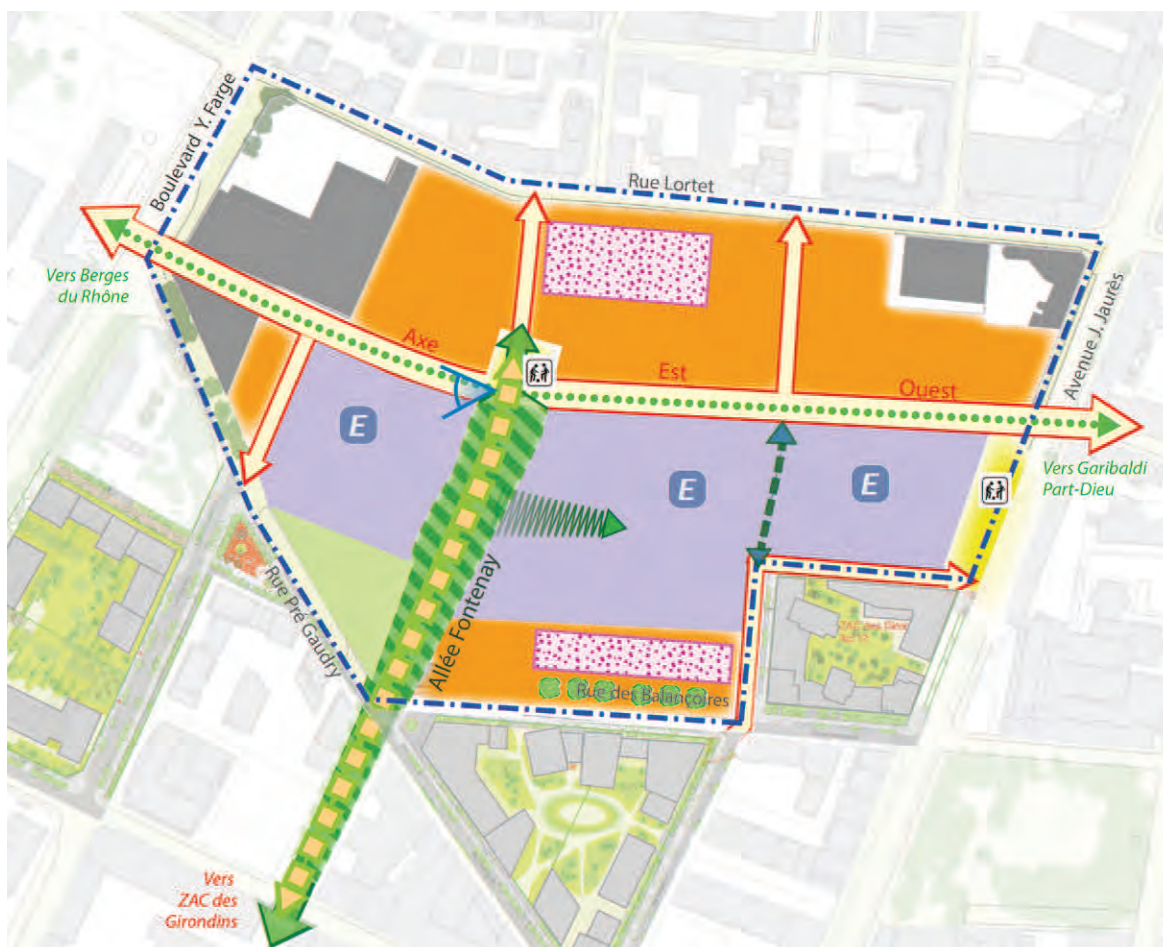 Boulevard Y. Farge
Rue Lortet
Avenue J. Jaurès
Vers Berges
du Rhône
Axe
Est
Ouest
Vers Garibaldi
Part-Dieu
E
E
E
Rue Pré Gaudry
Allée Fontenay
Rue des Balançoires
Vers
ZAC des
Girondins